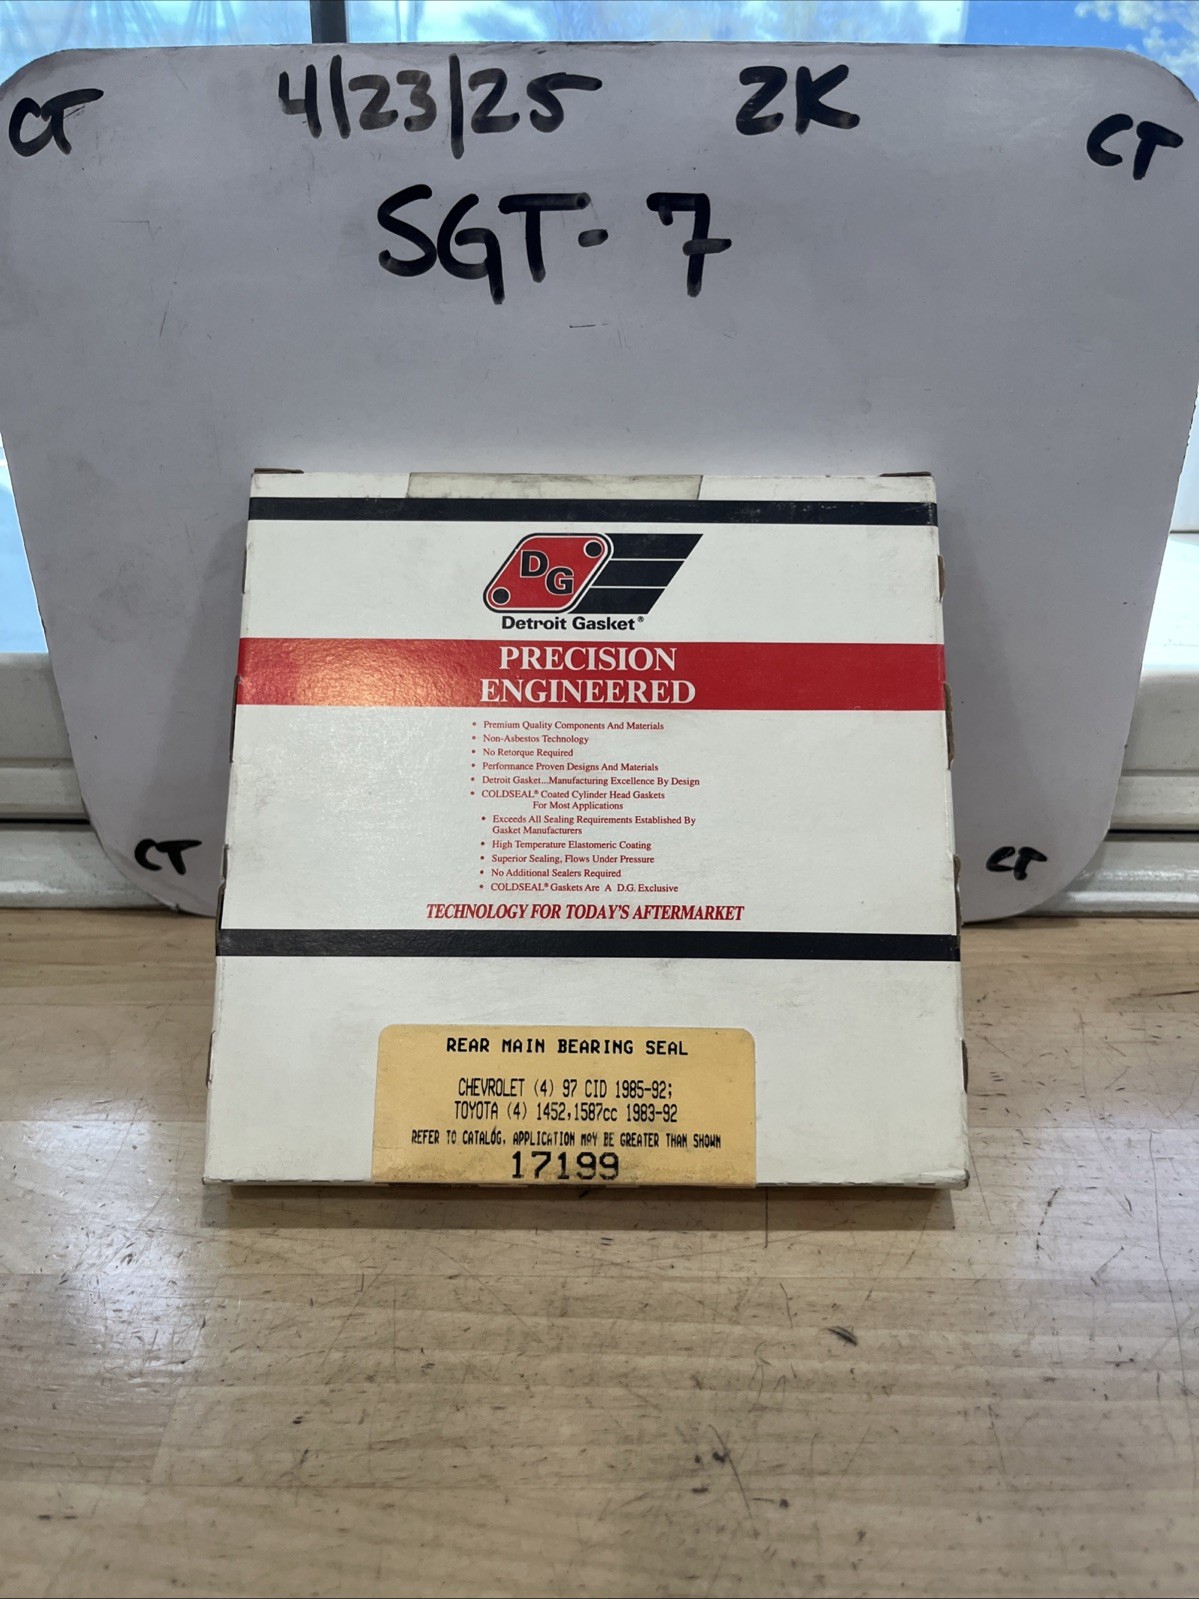 CT 4/23/25 2K CT
SGT-7
DG
Detroit Gasket®
PRECISION
ENGINEERED
• Premium Quality Components And Materials
• Non-Asbestos Technology
• No Retorque Required
• Performance Proven Designs And Materials
• Detroit Gasket...Manufacturing Excellence By Design
• COLDSEAL® Coated Cylinder Head Gaskets
For Most Applications
• Exceeds All Sealing Requirements Established By
Gasket Manufacturers
• High Temperature Elastomeric Coating
• Superior Sealing, Flows Under Pressure
• No Additional Sealers Required
• COLDSEAL® Gaskets Are A D.G. Exclusive
TECHNOLOGY FOR TODAY'S AFTERMARKET
CT CT
REAR MAIN BEARING SEAL
CHEVROLET (4) 97 CID 1985-92;
TOYOTA (4) 1452,1587cc 1983-92
REFER TO CATALOG, APPLICATION MAY BE GREATER THAN SHOWN
17199